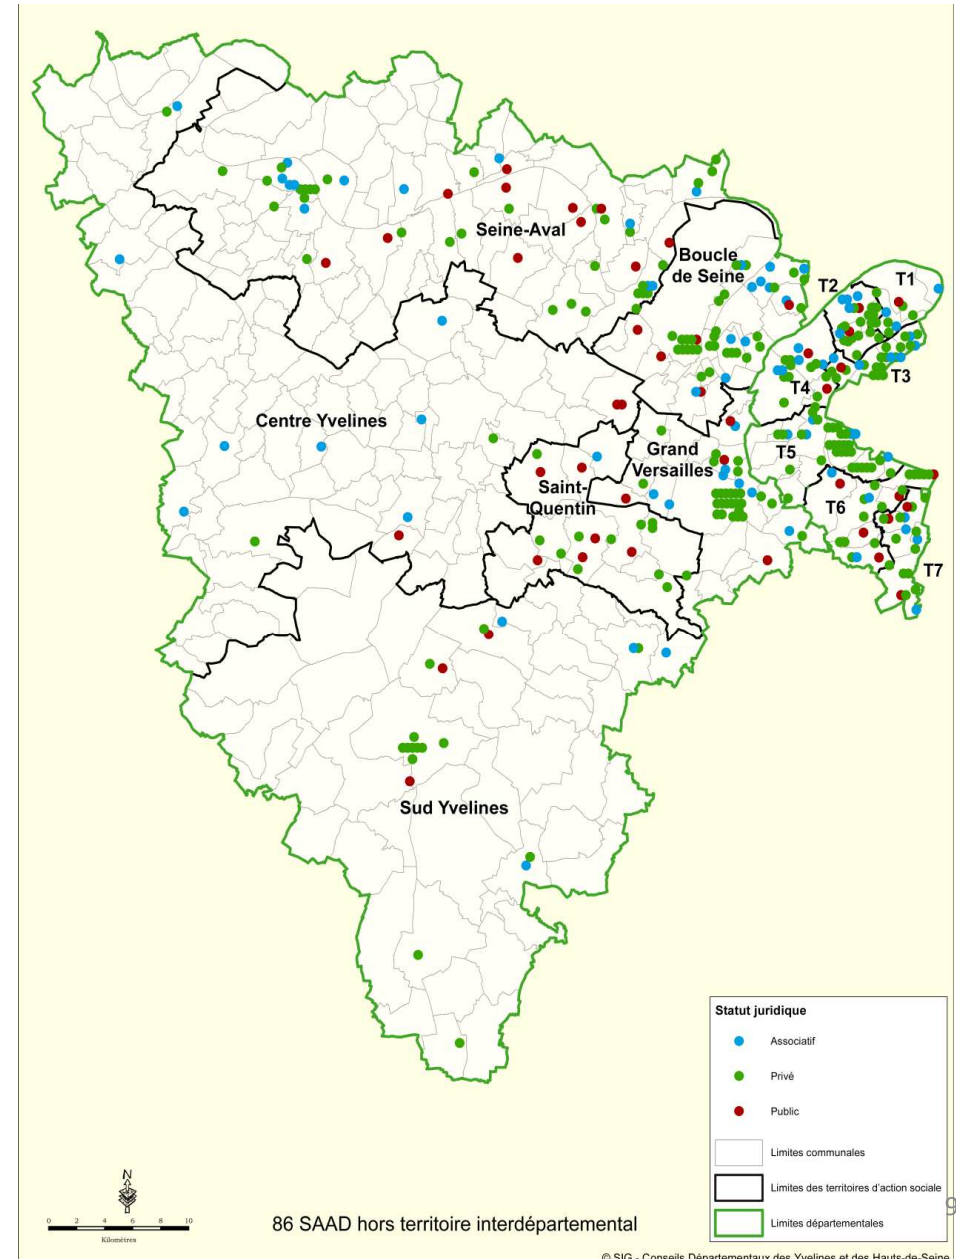 Seine-Aval
Boucle
de Seine
T2
T1
T3
T4
Centre Yvelines
Grand
Versailles
T5
Saint-
Quentin
T6
T7
Sud Yvelines
Statut juridique
Associatif
Privé
Public
Limites communales
Limites des territoires d'action sociale
Limites départementales
9
N
0 2 4 6 8 10
Kilomètres
86 SAAD hors territoire interdépartemental
© SIG - Conseils Départementaux des Yvelines et des Hauts-de-Seine